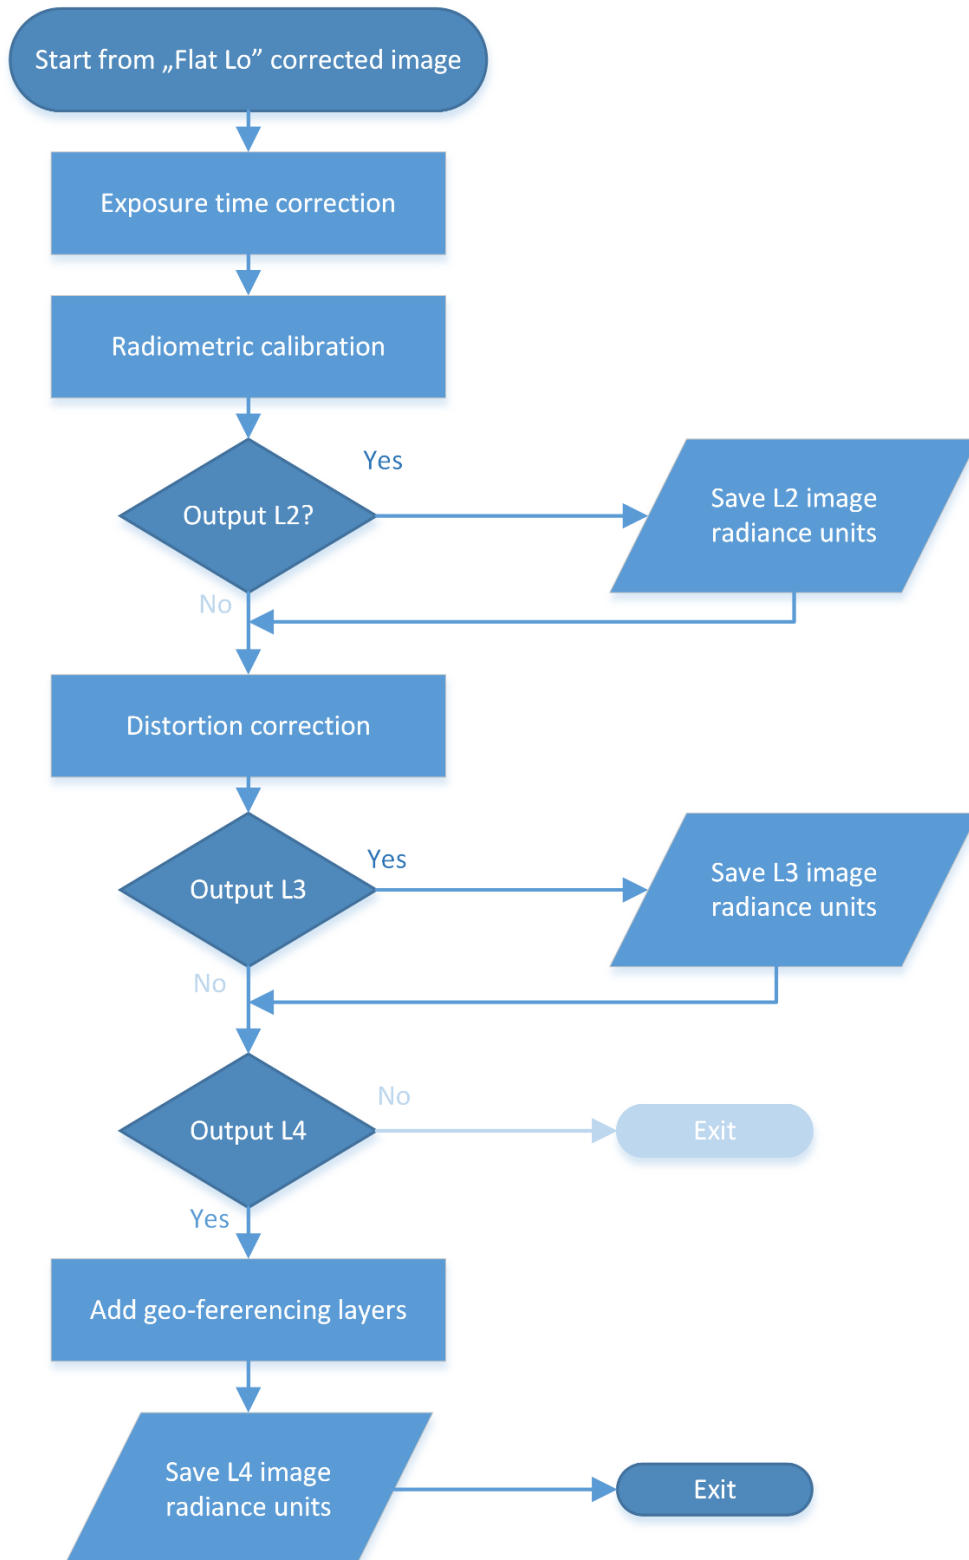 Start from „Flat Lo” corrected image
Exposure time correction
Radiometric calibration
Yes
Output L2?
Save L2 image
radiance units
No
Distortion correction
Yes
Output L3
Save L3 image
radiance units
No
No
Output L4
Exit
Yes
Add geo-fererencing layers
Save L4 image
radiance units
Exit